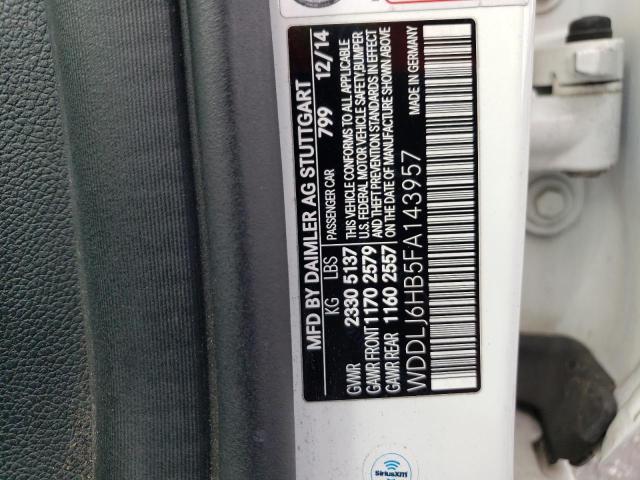 MFD BY DAIMLER AG STUTTGART
KG LBS PASSENGER CAR 799 12/14
GVWR 2330 5137 THIS VEHICLE CONFORMS TO ALL APPLICABLE
U.S. FEDERAL MOTOR VEHICLE SAFETY, BUMPER
GAWR FRONT 1170 2579 AND THEFT PREVENTION STANDARDS IN EFFECT
GAWR REAR 1160 2557 ON THE DATE OF MANUFACTURE SHOWN ABOVE
MADE IN GERMANY
WDDLJ6HB5FA143957
SiriusXM